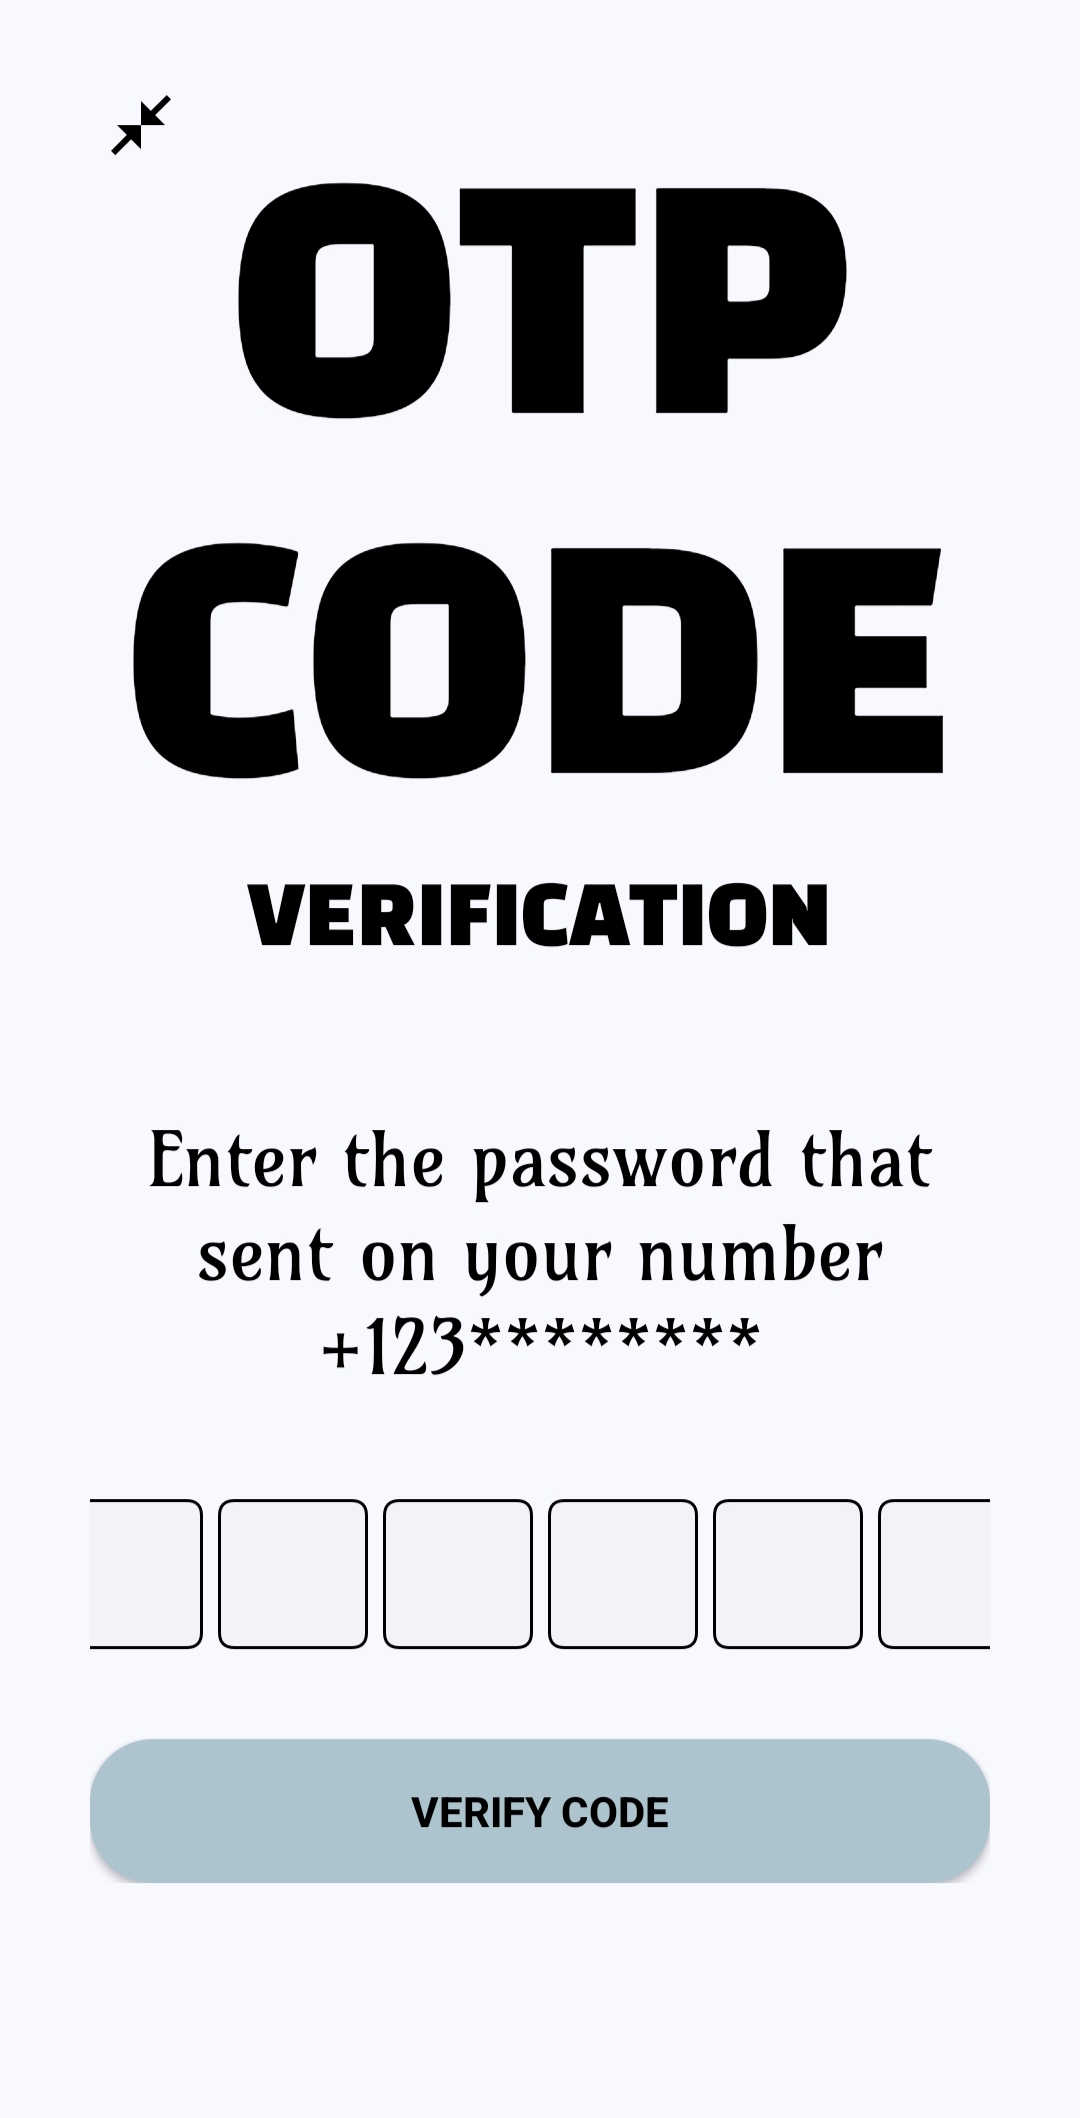 OTP
CODE
VERIFICATION
Enter the password that
sent on your number
+123********
VERIFY CODE